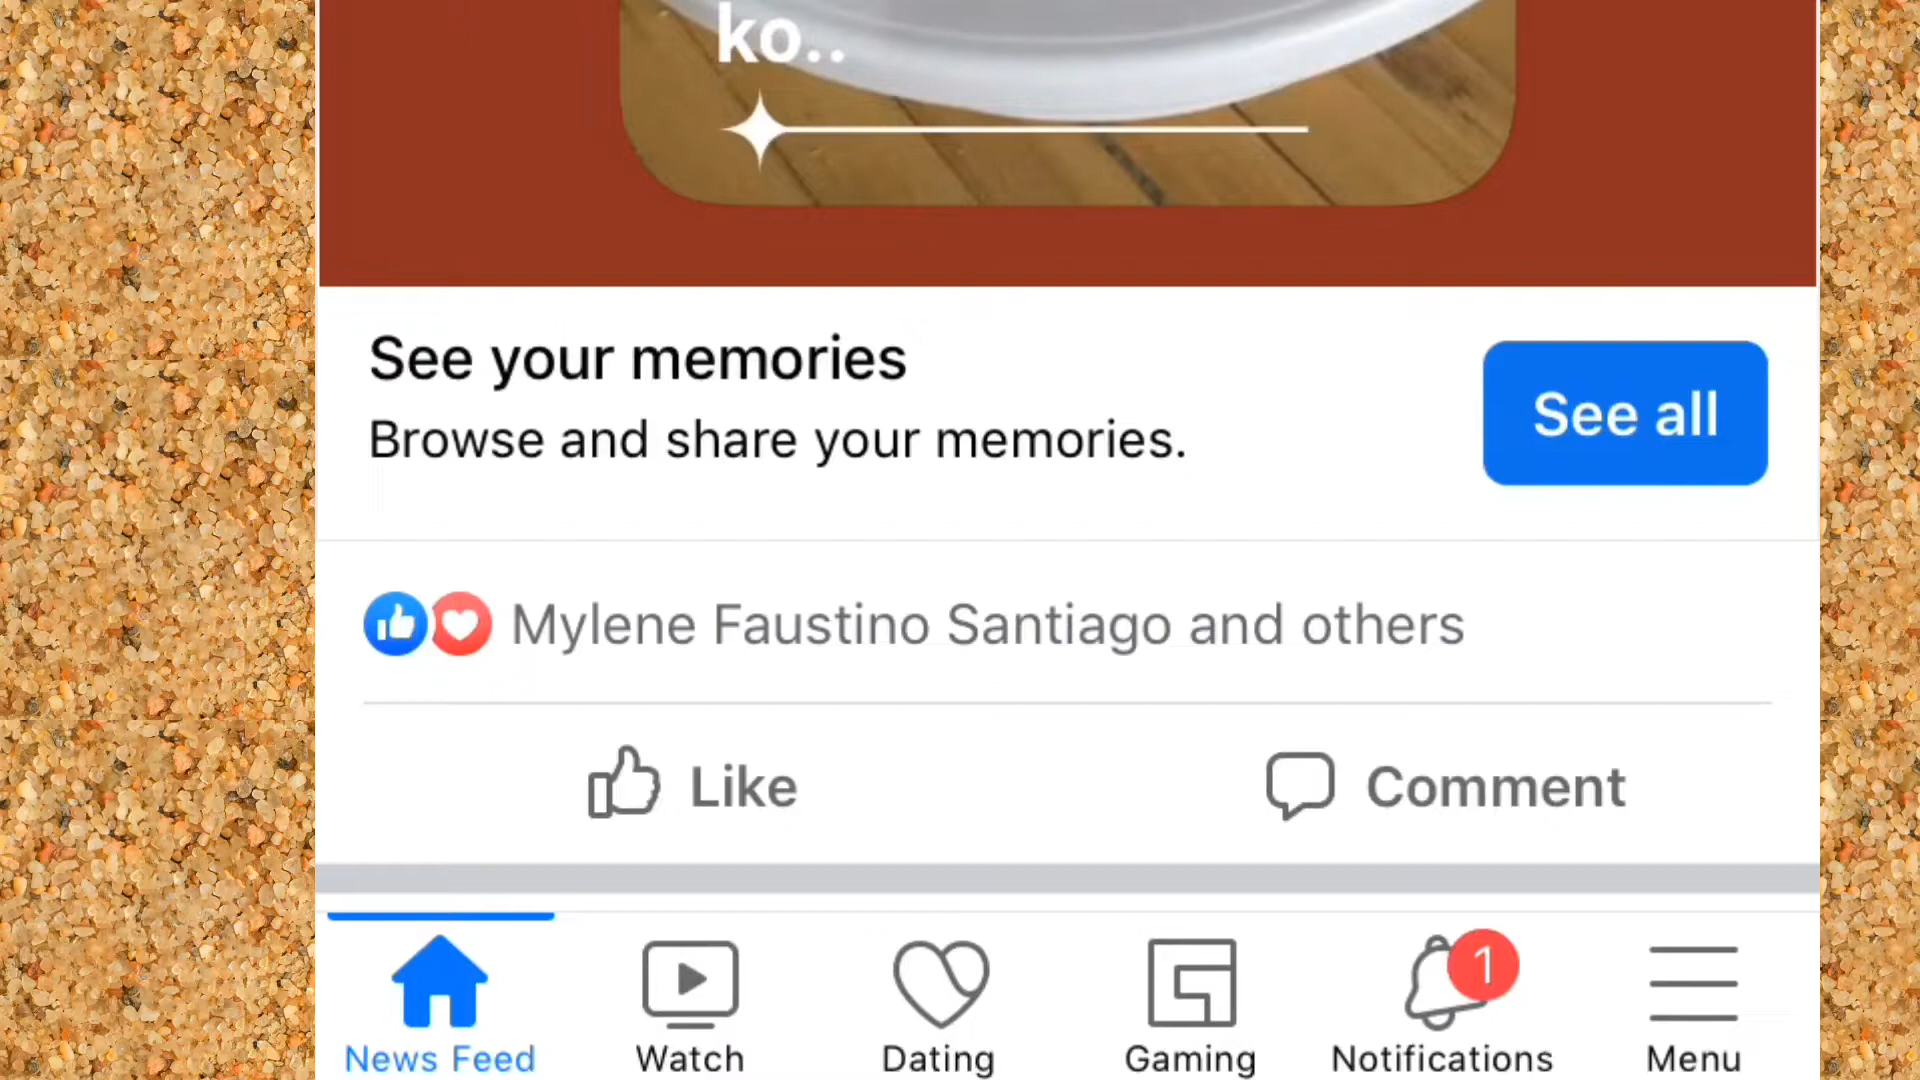 ko..
See your memories
Browse and share your memories.
See all
Mylene Faustino Santiago and others
Like
Comment
1
News Feed
Watch
Dating
Gaming
Notifications
Menu